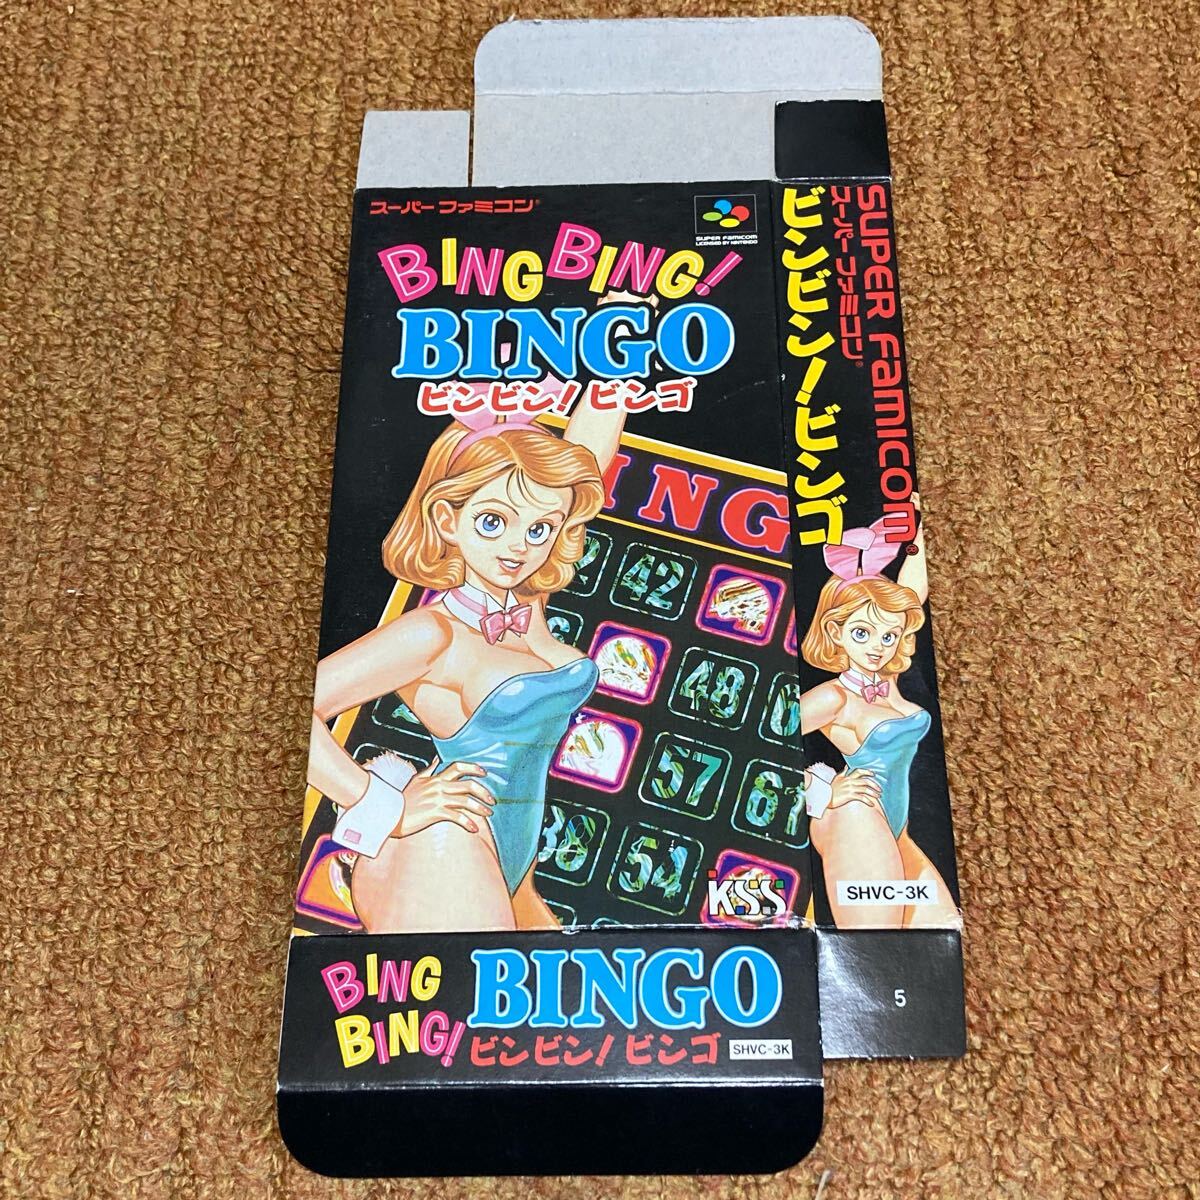 スーパーファミコン®
SUPER FAMICOM
LICENSED BY NINTENDO
BING BING!
BINGO
ビンビン!ビンゴ
ING
42
48
57
61
38
54
KSS
SUPER FAMICOM®
スーパーファミコン®
ビンビン!ビンゴ
SHVC-3K
5
BING
BING!
BINGO
ビンビン!ビンゴ
SHVC-3K